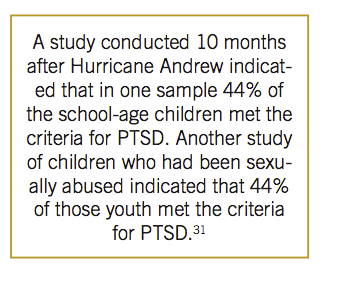 A study conducted 10 months
after Hurricane Andrew indicat-
ed that in one sample 44% of
the school-age children met the
criteria for PTSD. Another study
of children who had been sexu-
ally abused indicated that 44%
of those youth met the criteria
for PTSD.31